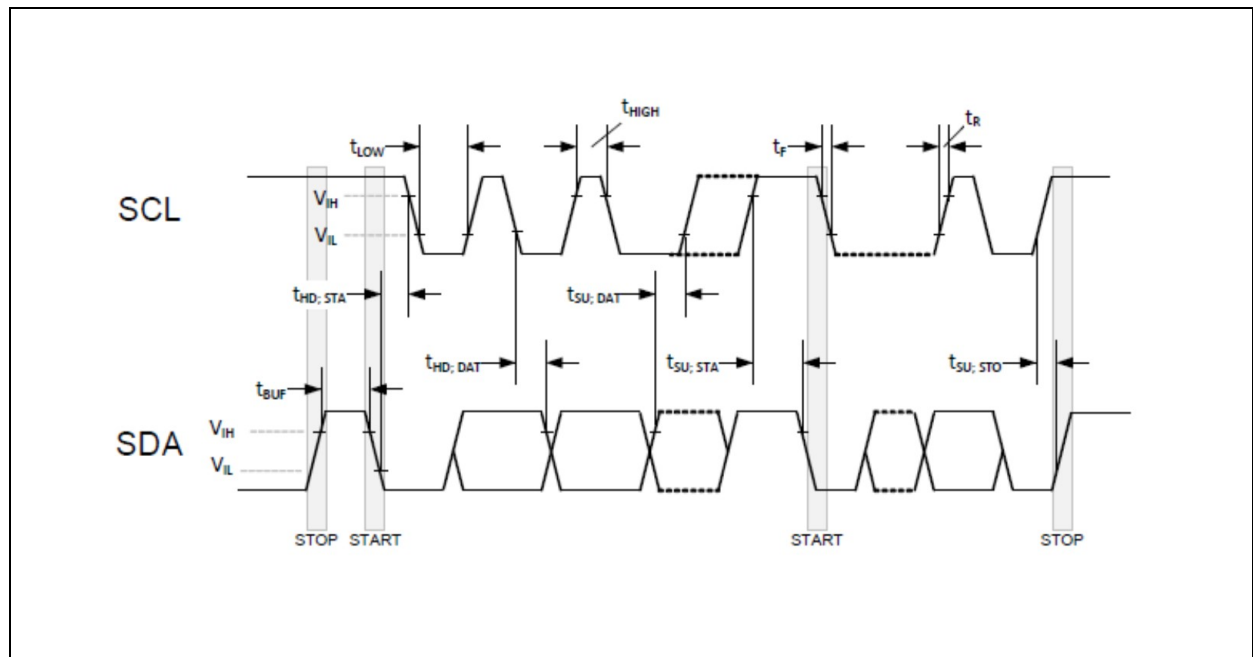 tHIGH
tLOW
tF
tR
SCL
VIH
VIL
tHD; STA
tSU; DAT
tHD; DAT
tSU; STA
tSU; STO
tBUF
SDA
VIH
VIL
STOP START START STOP